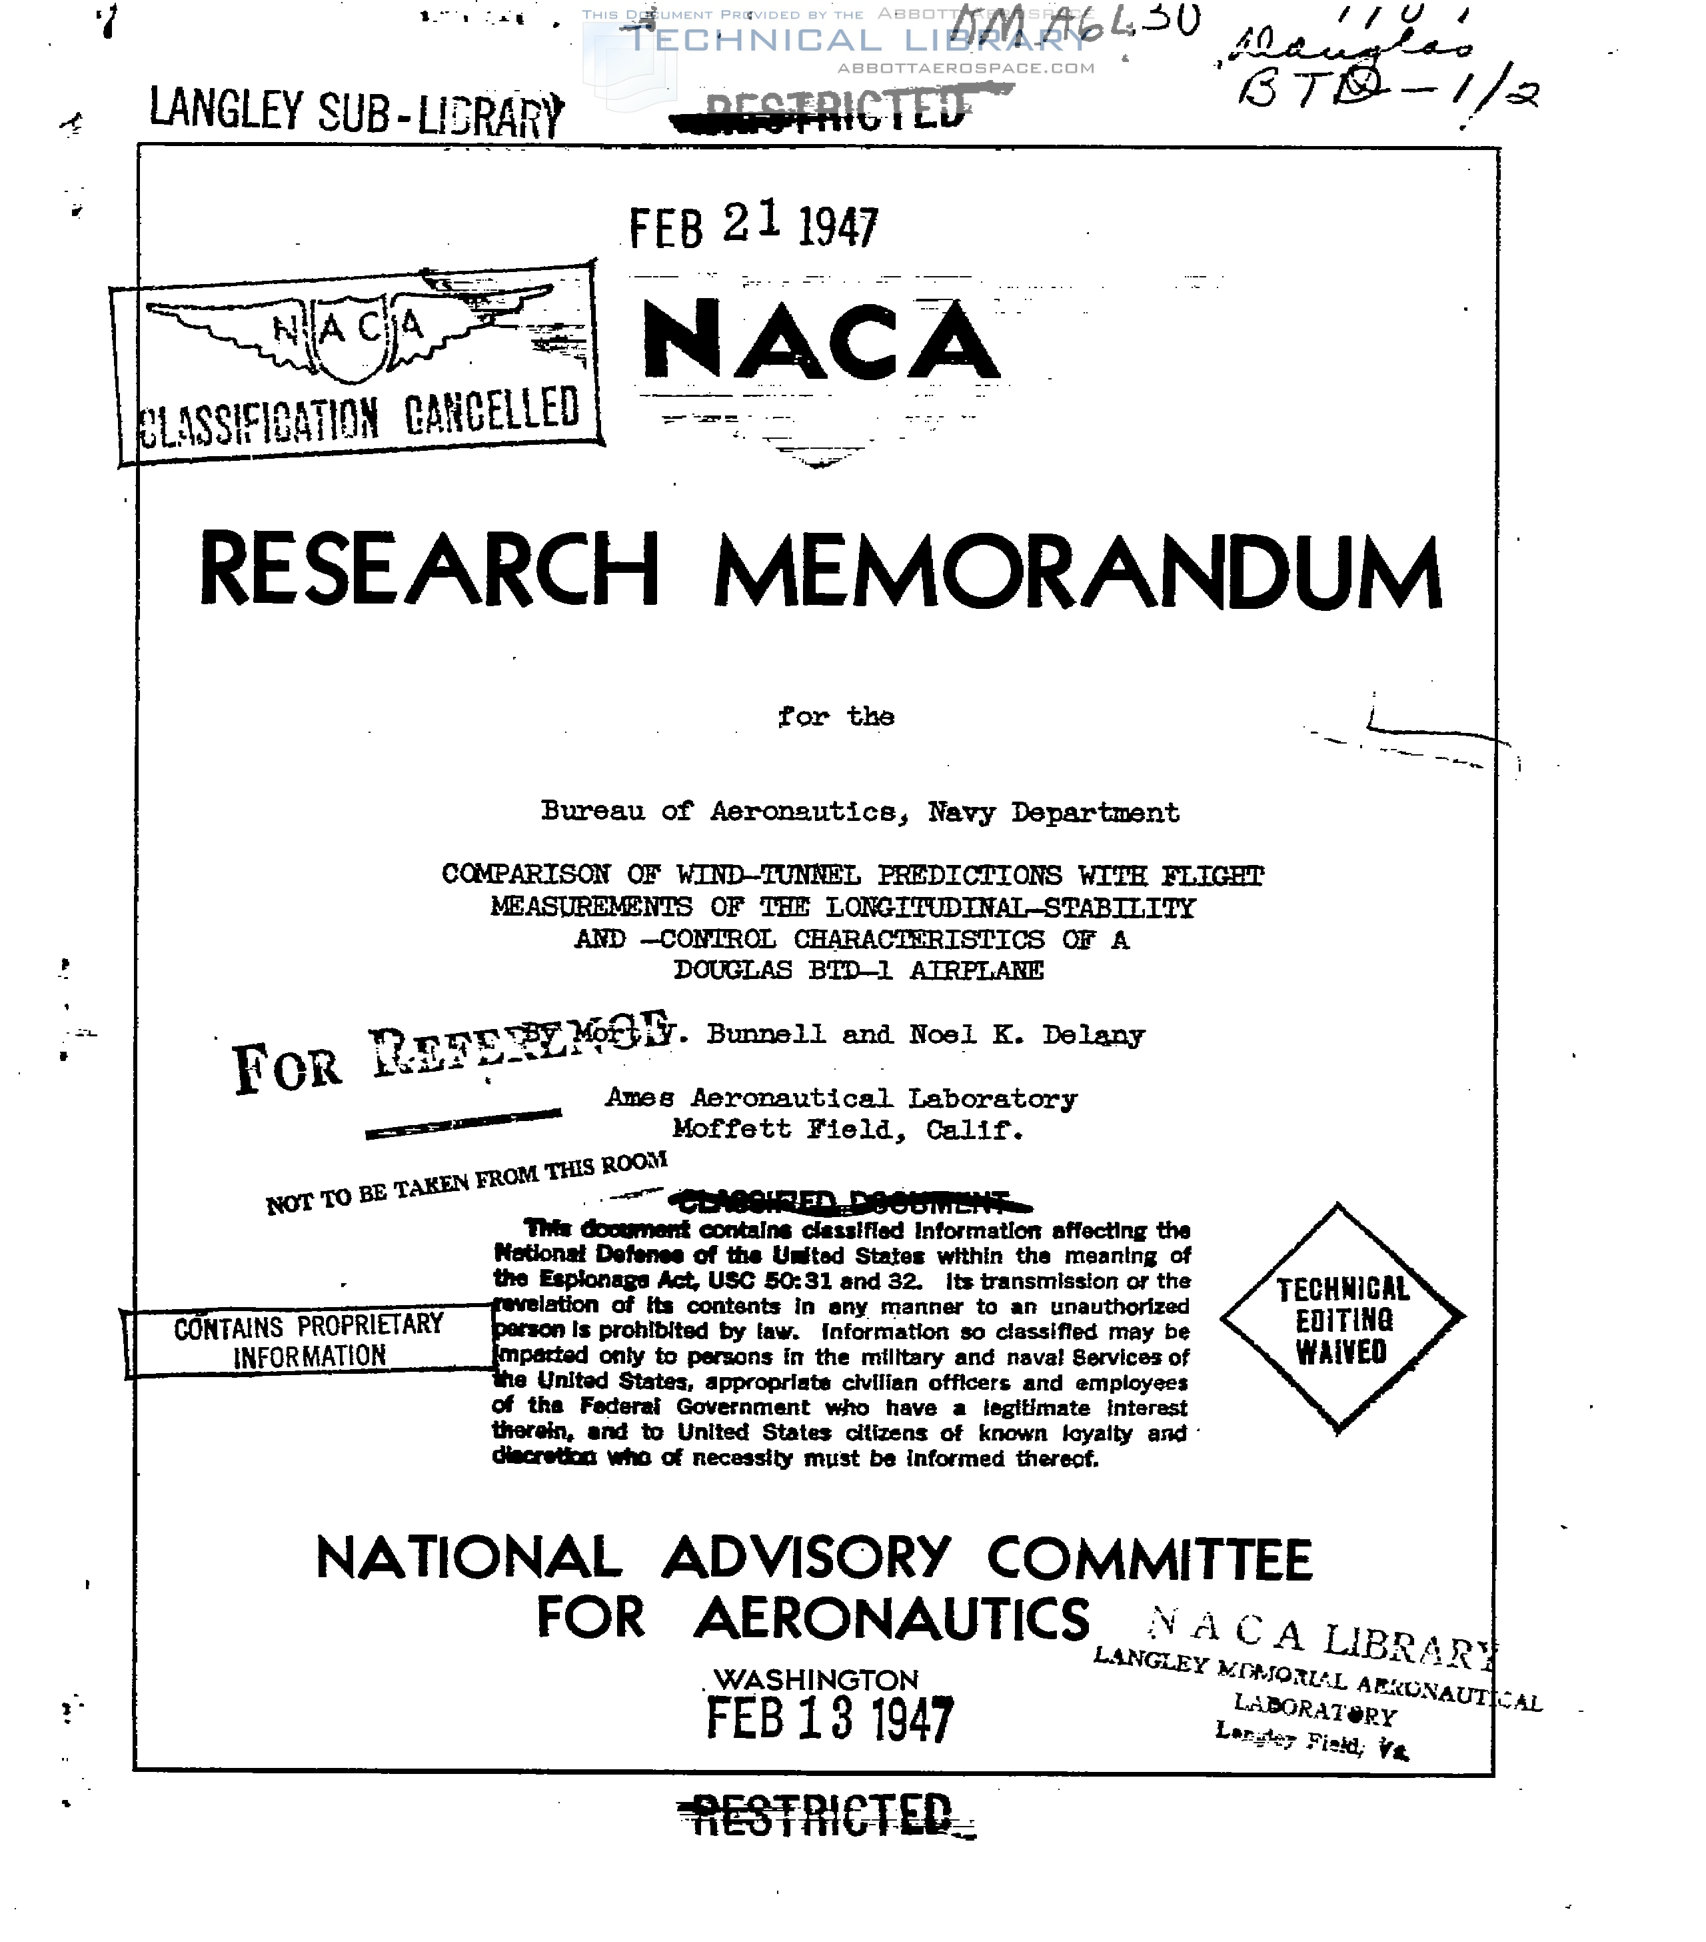 THIS DOCUMENT PROVIDED BY THE ABBOTT AEROSPACE
TECHNICAL LIBRARY
ABBOTTAEROSPACE.COM
RM A6L30
Douglas
BTD-1/2
LANGLEY SUB-LIBRARY
RESTRICTED
FEB 21 1947
NACA
CLASSIFICATION CANCELLED
NACA
RESEARCH MEMORANDUM
for the
Bureau of Aeronautics, Navy Department
COMPARISON OF WIND-TUNNEL PREDICTIONS WITH FLIGHT
MEASUREMENTS OF THE LONGITUDINAL-STABILITY
AND -CONTROL CHARACTERISTICS OF A
DOUGLAS BTD-1 AIRPLANE
By Mort V. Bunnell and Noel K. Delany
FOR REFERENCE
Ames Aeronautical Laboratory
Moffett Field, Calif.
NOT TO BE TAKEN FROM THIS ROOM
CLASSIFIED DOCUMENT
This document contains classified information affecting the
National Defense of the United States within the meaning of
the Espionage Act, USC 50:31 and 32. Its transmission or the
revelation of its contents in any manner to an unauthorized
person is prohibited by law. Information so classified may be
imparted only to persons in the military and naval Services of
the United States, appropriate civilian officers and employees
of the Federal Government who have a legitimate interest
therein, and to United States citizens of known loyalty and
discretion who of necessity must be informed thereof.
CONTAINS PROPRIETARY
INFORMATION
TECHNICAL
EDITING
WAIVED
NATIONAL ADVISORY COMMITTEE
FOR AERONAUTICS
WASHINGTON
FEB 13 1947
NACA LIBRARY
LANGLEY MEMORIAL AERONAUTICAL
LABORATORY
Langley Field, Va.
RESTRICTED